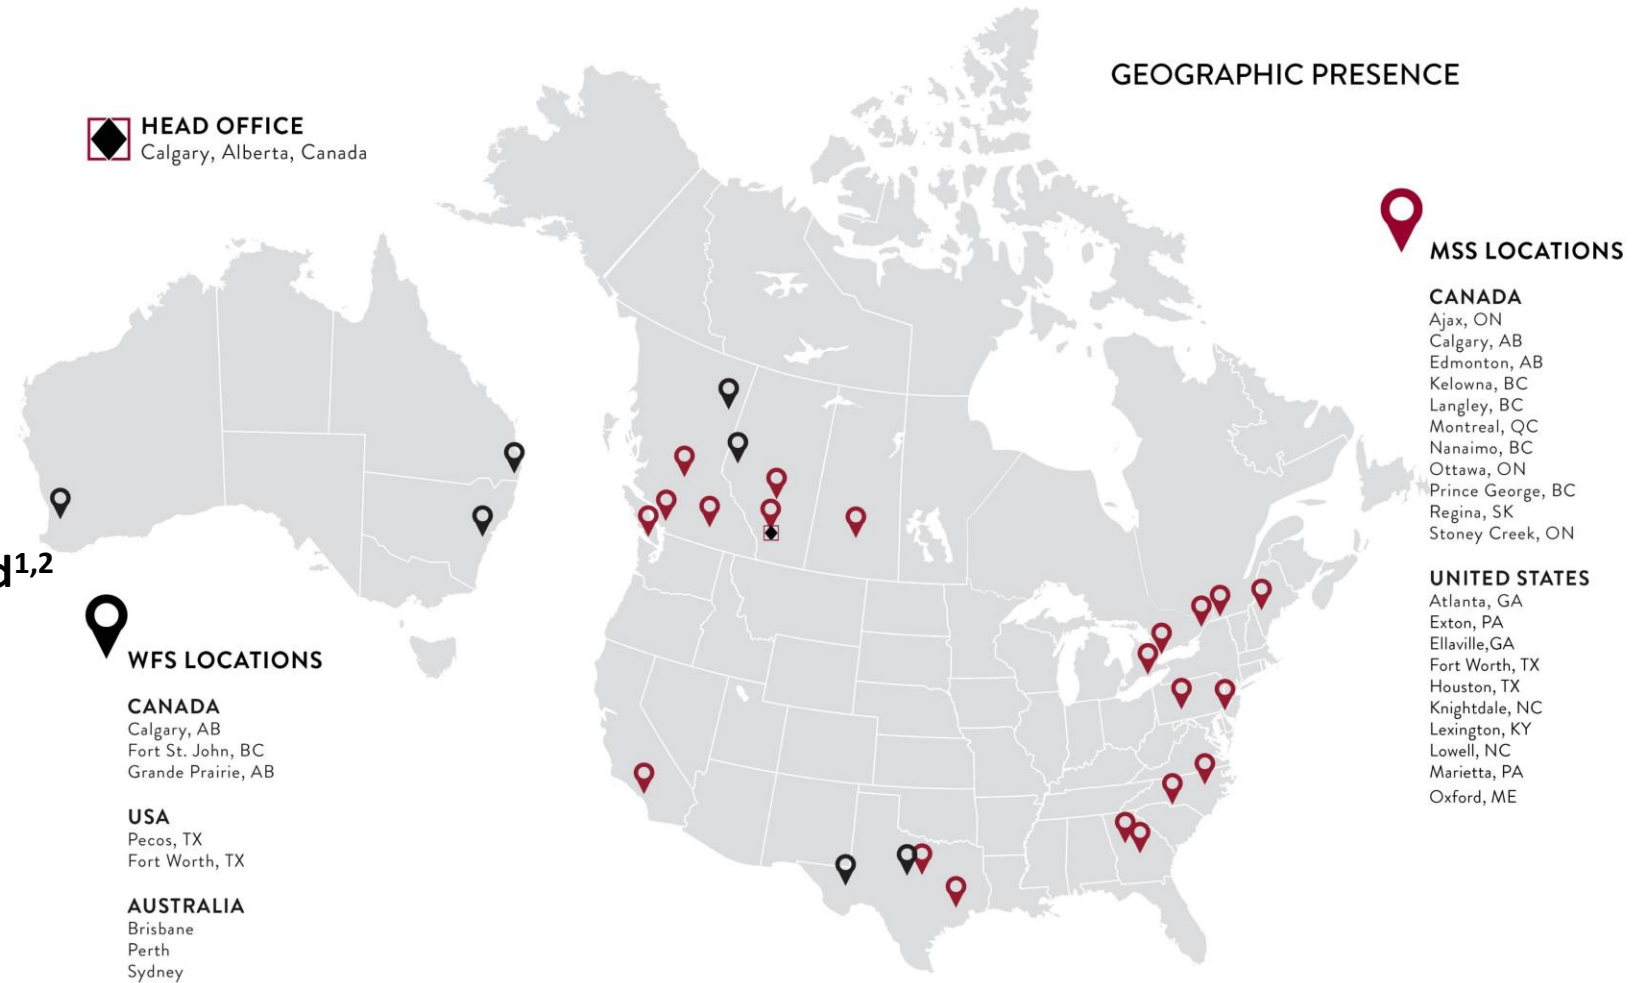 GEOGRAPHIC PRESENCE
HEAD OFFICE
Calgary, Alberta, Canada
d1,2
WFS LOCATIONS
CANADA
Calgary, AB
Fort St. John, BC
Grande Prairie, AB
USA
Pecos, TX
Fort Worth, TX
AUSTRALIA
Brisbane
Perth
Sydney
MSS LOCATIONS
CANADA
Ajax, ON
Calgary, AB
Edmonton, AB
Kelowna, BC
Langley, BC
Montreal, QC
Nanaimo, BC
Ottawa, ON
Prince George, BC
Regina, SK
Stoney Creek, ON
UNITED STATES
Atlanta, GA
Exton, PA
Ellaville,GA
Fort Worth, TX
Houston, TX
Knightdale, NC
Lexington, KY
Lowell, NC
Marietta, PA
Oxford, ME